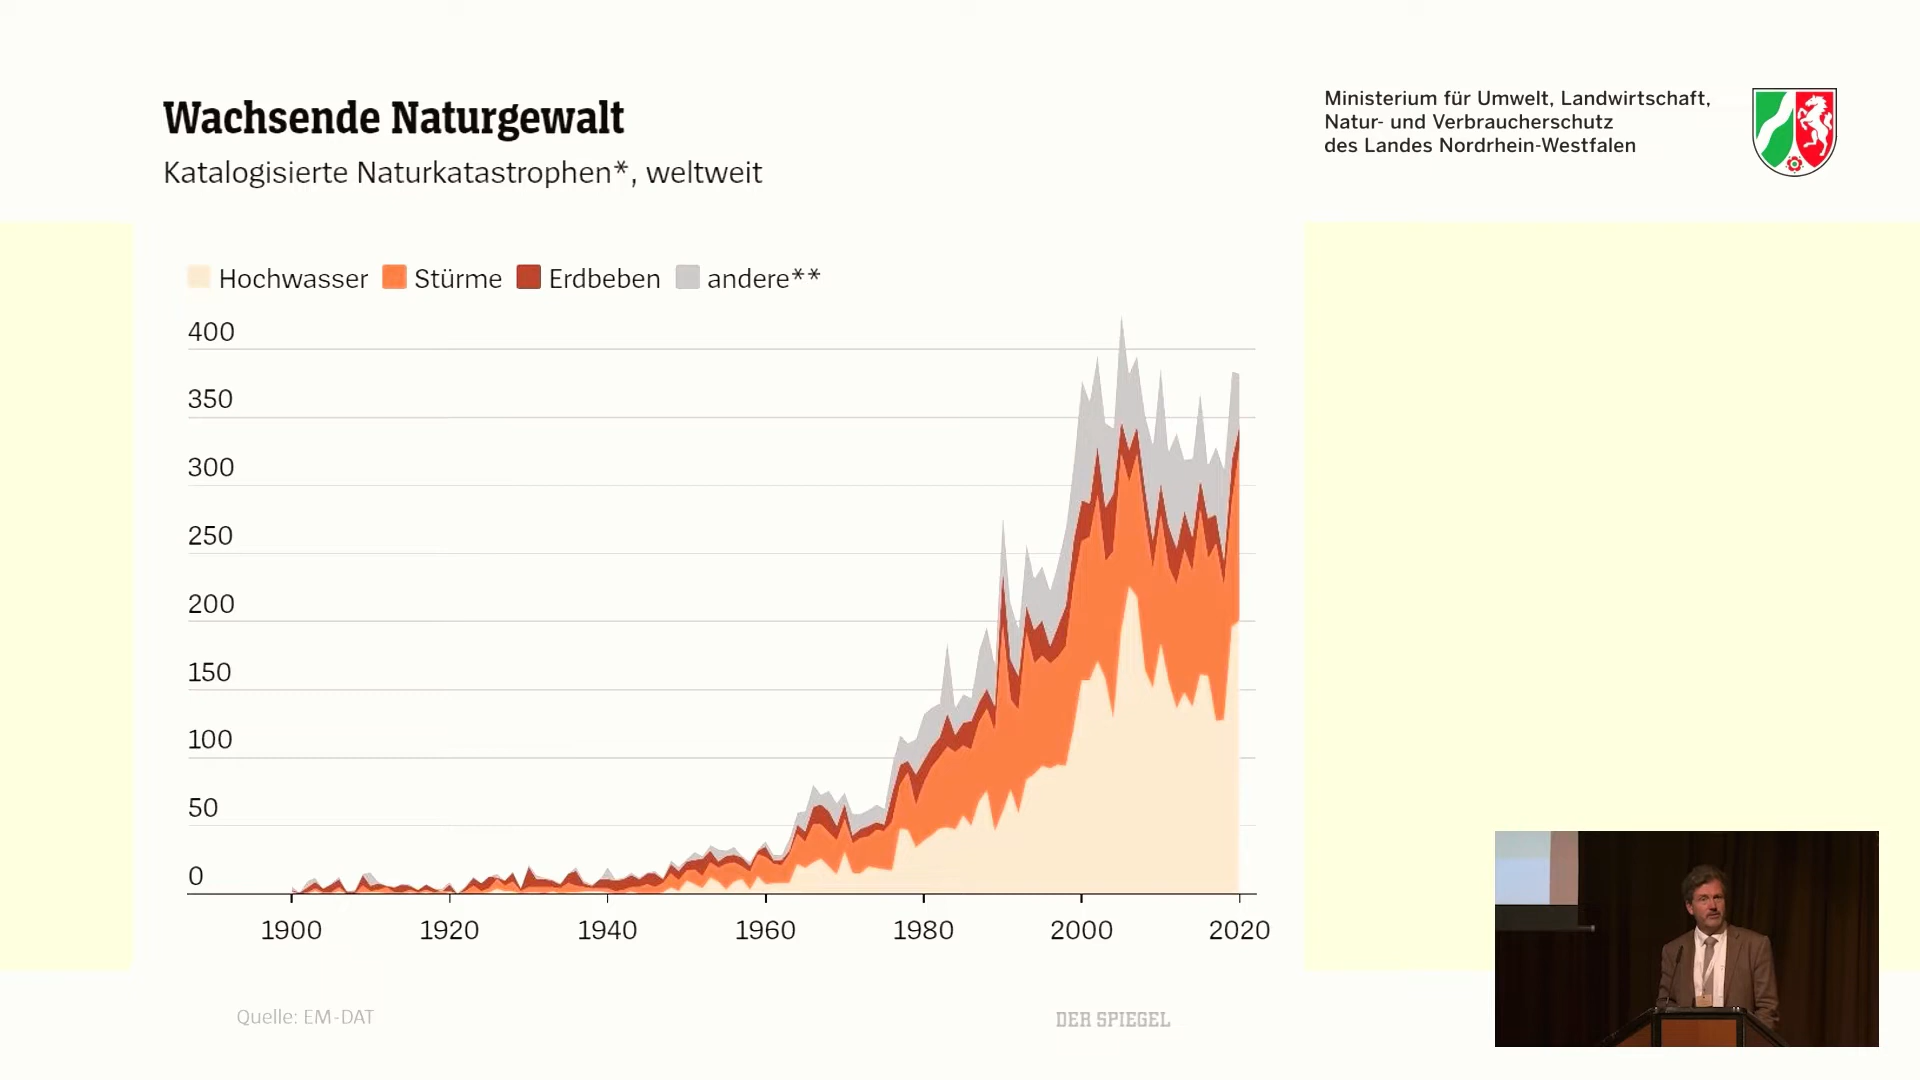 Wachsende Naturgewalt
Katalogisierte Naturkatastrophen*, weltweit
Ministerium für Umwelt, Landwirtschaft,
Natur- und Verbraucherschutz
des Landes Nordrhein-Westfalen
Hochwasser Stürme Erdbeben andere**
400
350
300
250
200
150
100
50
0
1900 1920 1940 1960 1980 2000 2020
Quelle: EM-DAT
DER SPIEGEL